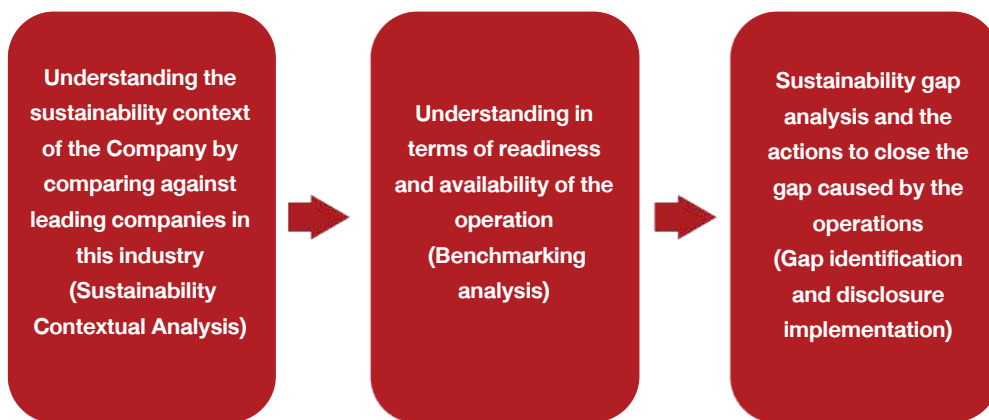 Understanding the
sustainability context
of the Company by
comparing against
leading companies in
this industry
(Sustainability
Contextual Analysis)
Understanding in
terms of readiness
and availability of the
operation
(Benchmarking
analysis)
Sustainability gap
analysis and the
actions to close the
gap caused by the
operations
(Gap identification
and disclosure
implementation)